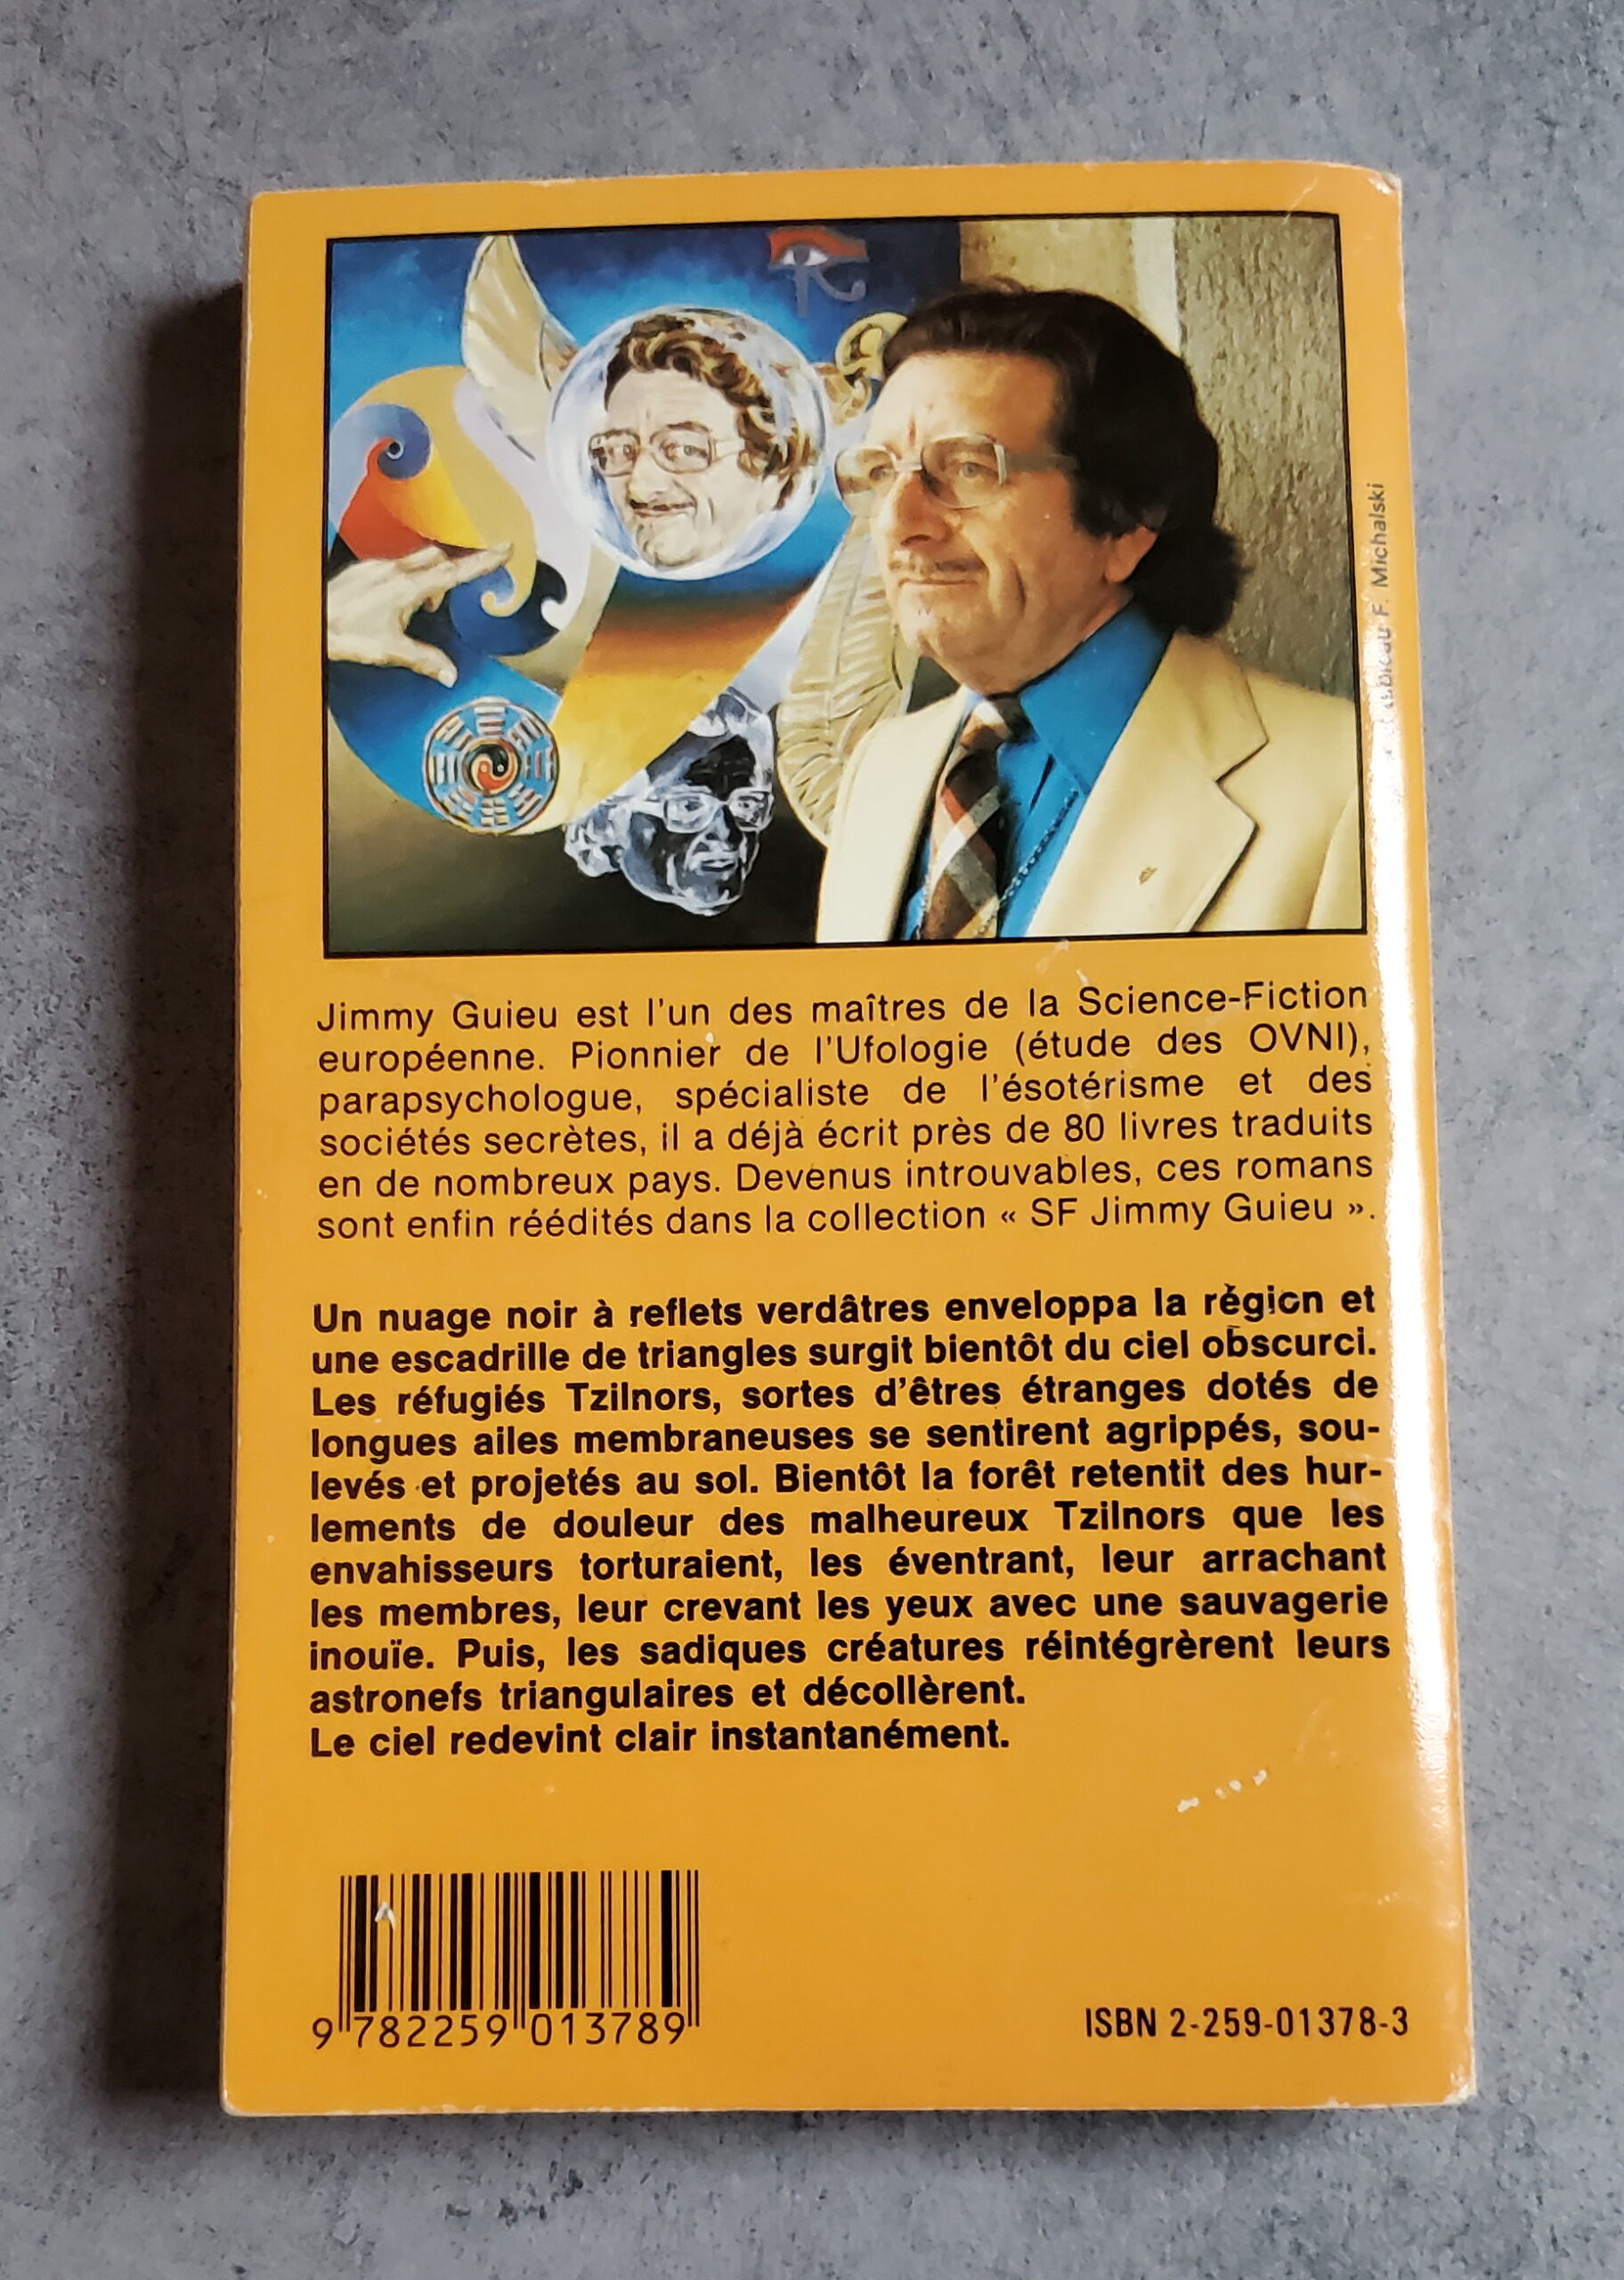 F. Michalski
Jimmy Guieu est l'un des maîtres de la Science-Fiction
européenne. Pionnier de l'Ufologie (étude des OVNI),
parapsychologue, spécialiste de l'ésotérisme et des
sociétés secrètes, il a déjà écrit près de 80 livres traduits
en de nombreux pays. Devenus introuvables, ces romans
sont enfin réédités dans la collection « SF Jimmy Guieu ».
Un nuage noir à reflets verdâtres enveloppa la région et
une escadrille de triangles surgit bientôt du ciel obscurci.
Les réfugiés Tzilnors, sortes d'êtres étranges dotés de
longues ailes membraneuses se sentirent agrippés, sou-
levés et projetés au sol. Bientôt la forêt retentit des hur-
lements de douleur des malheureux Tzilnors que les
envahisseurs torturaient, les éventrant, leur arrachant
les membres, leur crevant les yeux avec une sauvagerie
inouïe. Puis, les sadiques créatures réintégrèrent leurs
astronefs triangulaires et décollèrent.
Le ciel redevint clair instantanément.
9 782259 013789
ISBN 2-259-01378-3